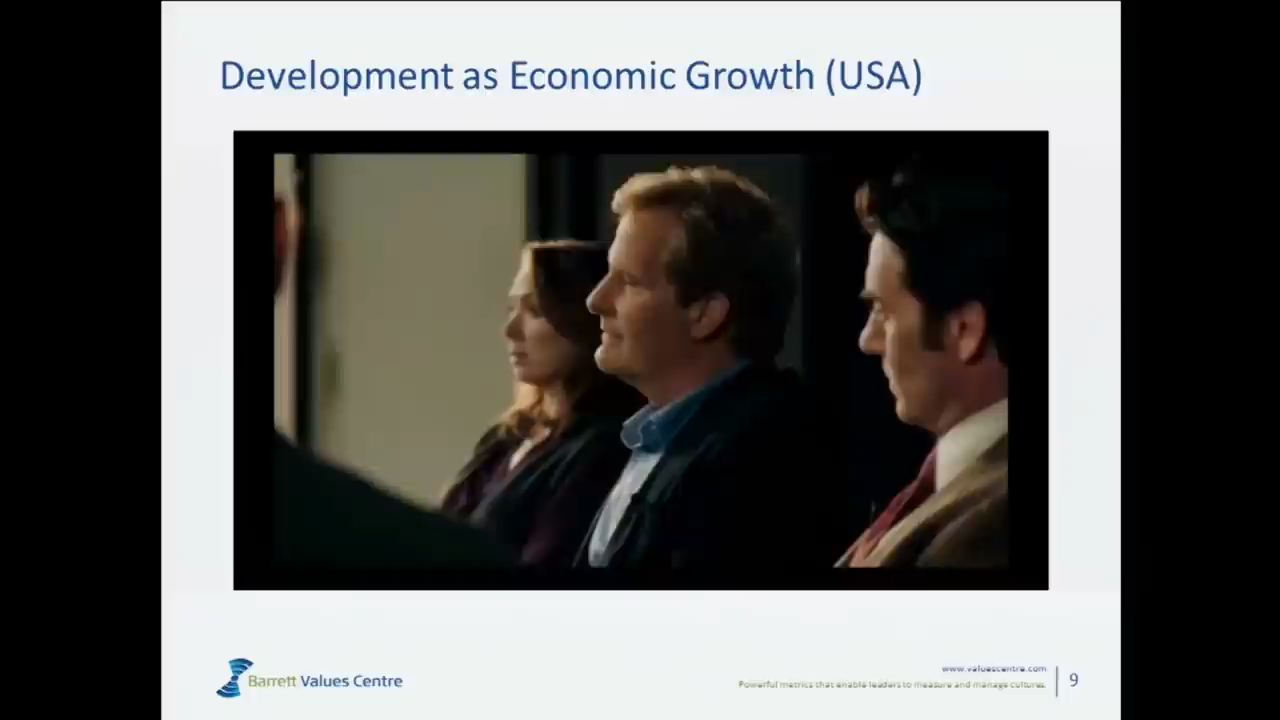 Development as Economic Growth (USA)
Barrett Values Centre
www.valuescentre.com
Powerful metrics that enable leaders to measure and manage cultures.
9